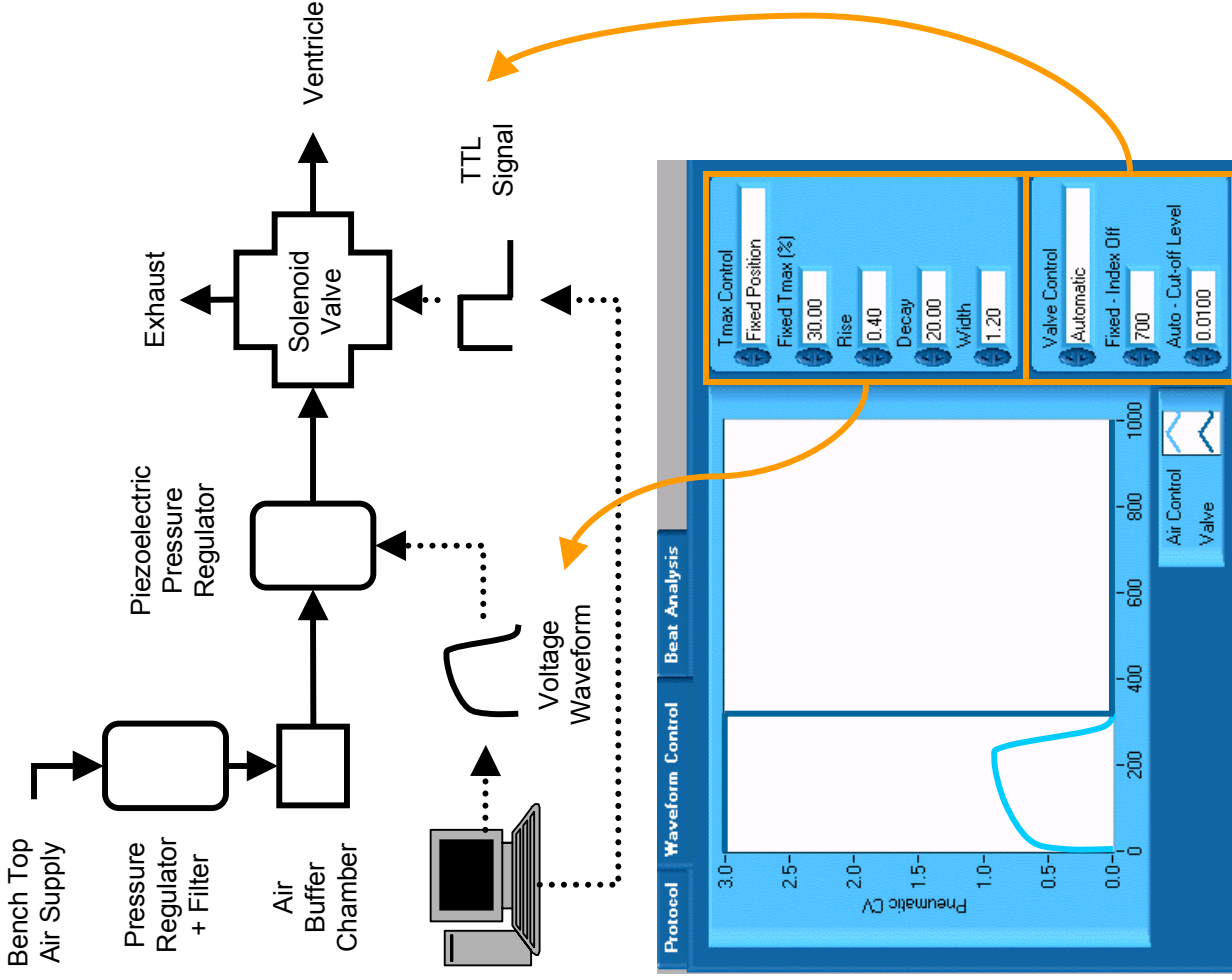 Bench Top
Air Supply
Pressure
Regulator
+ Filter
Air
Buffer
Chamber
Piezoelectric
Pressure
Regulator
Exhaust
Solenoid
Valve
Ventricle
Voltage
Waveform
TTL
Signal
Protocol
Waveform Control
Beat Analysis
Pneumatic CV
3.0
2.5
2.0
1.5
1.0
0.5
0.0
0
200
400
600
800
1000
Air Control
Valve
Tmax Control
Fixed Position
Fixed Tmax (%)
30.00
Rise
0.40
Decay
20.00
Width
1.20
Valve Control
Automatic
Fixed - Index Off
700
Auto - Cut-off Level
0.0100